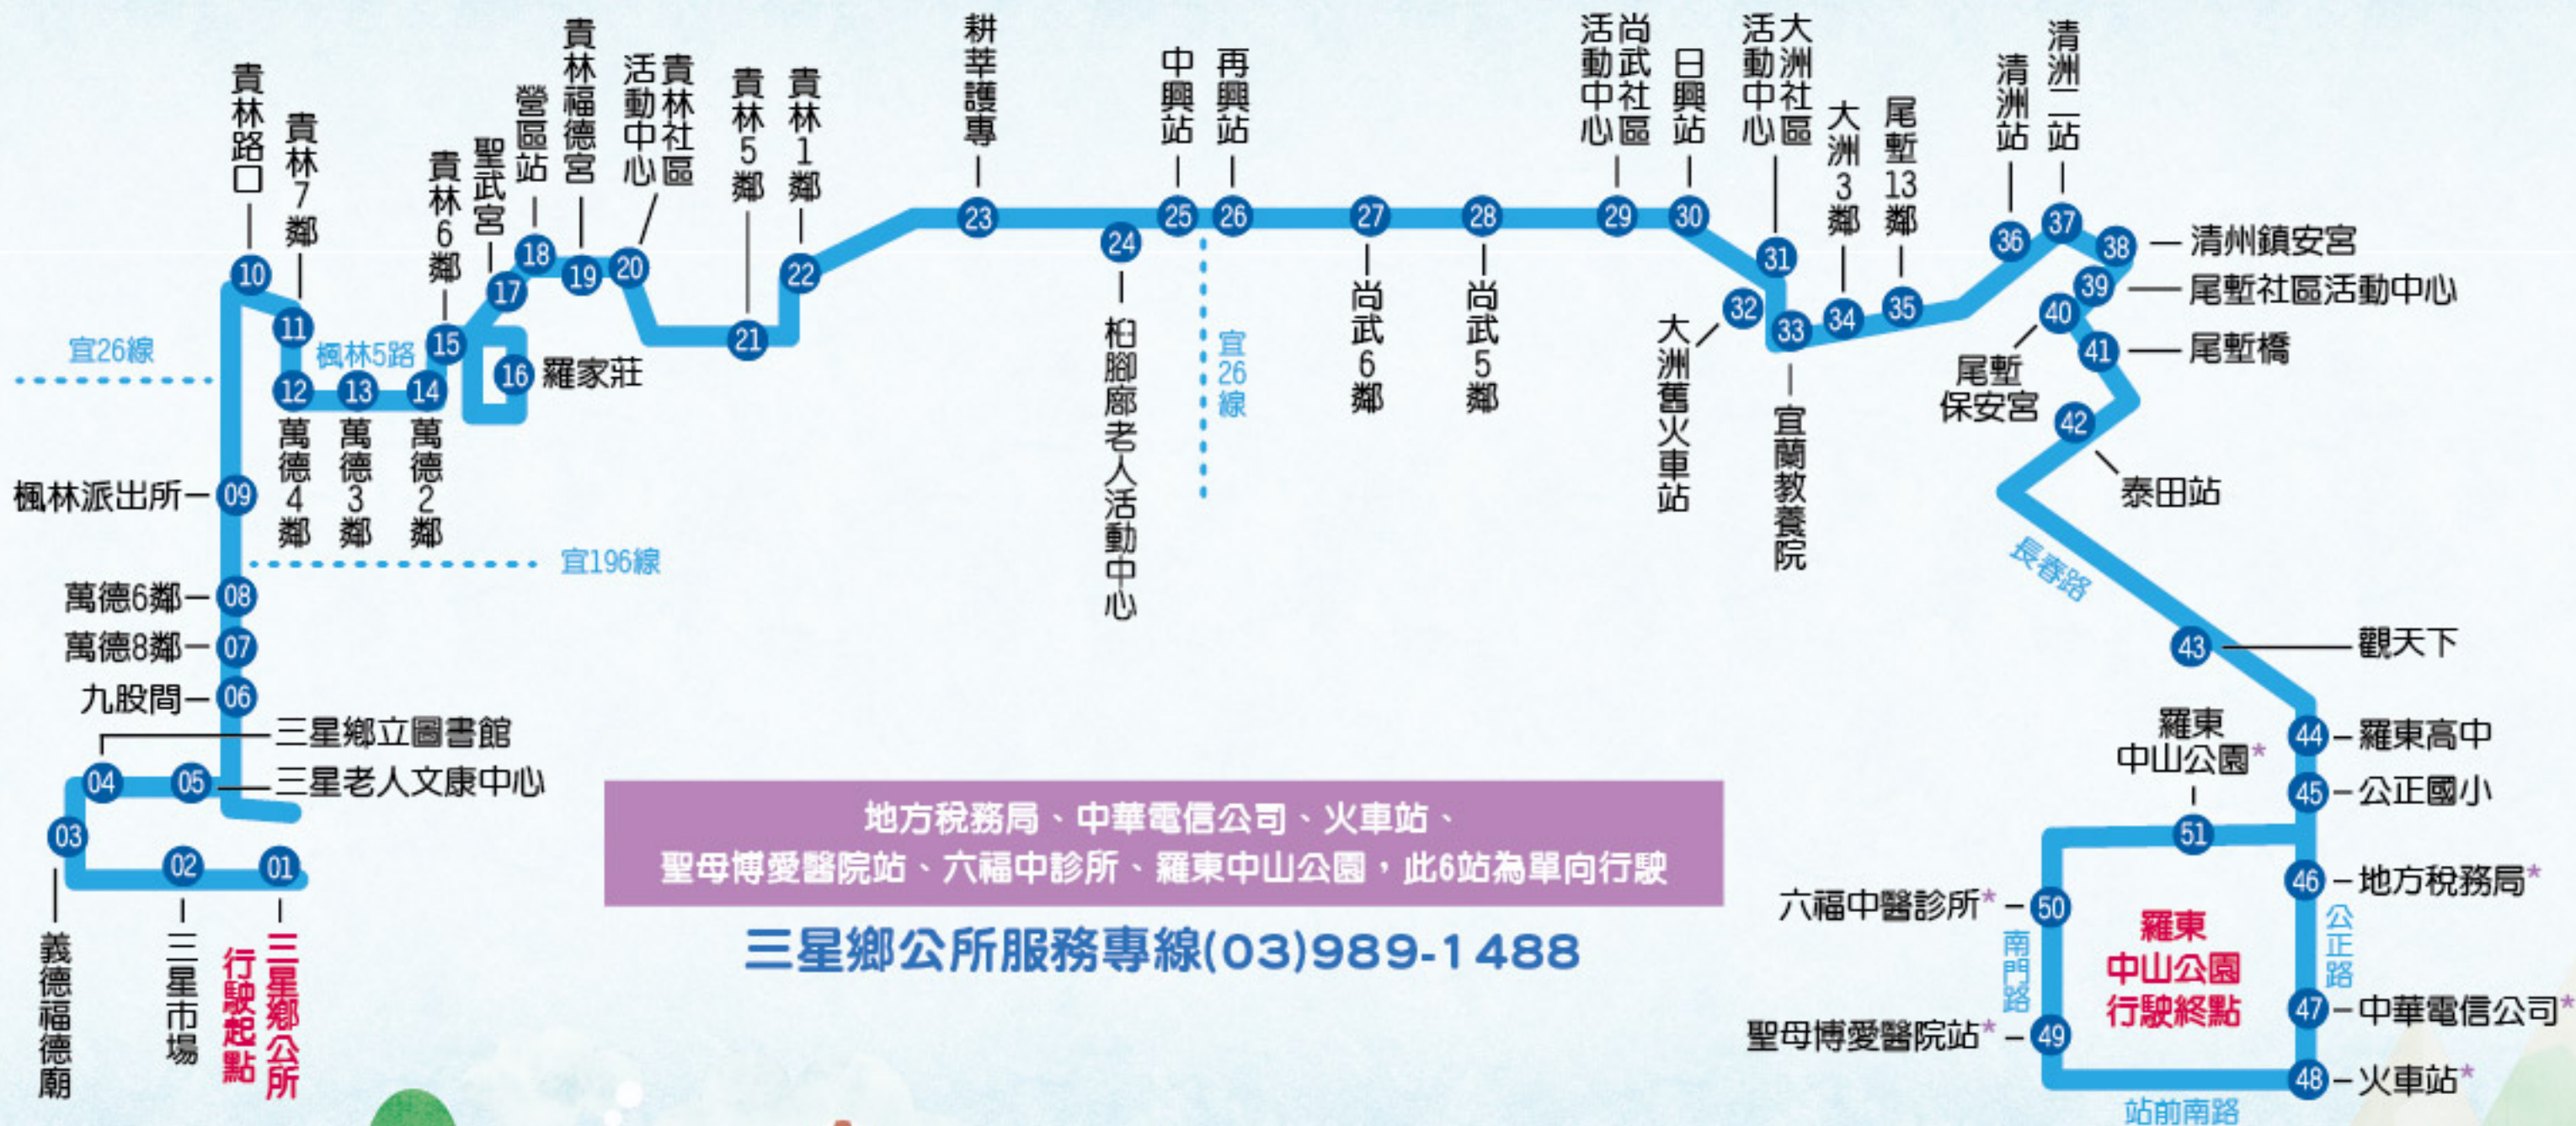 01
三星鄉公所
行駛起點
02
三星市場
03
義德福德廟
04
三星鄉立圖書館
05
三星老人文康中心
06
九股間
07
萬德8鄰
08
萬德6鄰
宜196線
09
楓林派出所
宜26線
10
貴林路口
11
貴林7鄰
楓林5路
12
萬德4鄰
13
萬德3鄰
14
萬德2鄰
15
貴林6鄰
16
羅家莊
17
聖武宮
18
營區站
19
貴林福德宮
20
貴林社區
活動中心
21
貴林5鄰
22
貴林1鄰
23
耕莘護專
24
桕腳廍老人活動中心
25
中興站
26
再興站
宜26線
27
尚武6鄰
28
尚武5鄰
29
尚武社區
活動中心
30
日興站
31
大洲社區
活動中心
32
大洲舊火車站
33
宜蘭教養院
34
大洲3鄰
35
尾塹13鄰
36
清洲站
37
清洲二站
38
清州鎮安宮
39
尾塹社區活動中心
40
尾塹
保安宮
41
尾塹橋
42
泰田站
長春路
43
觀天下
44
羅東高中
45
公正國小
46
地方稅務局*
公正路
47
中華電信公司*
48
火車站*
站前南路
49
聖母博愛醫院站*
南門路
50
六福中醫診所*
51
羅東
中山公園*
羅東
中山公園
行駛終點
地方稅務局、中華電信公司、火車站、
聖母博愛醫院站、六福中診所、羅東中山公園，此6站為單向行駛
三星鄉公所服務專線(03)989-1488